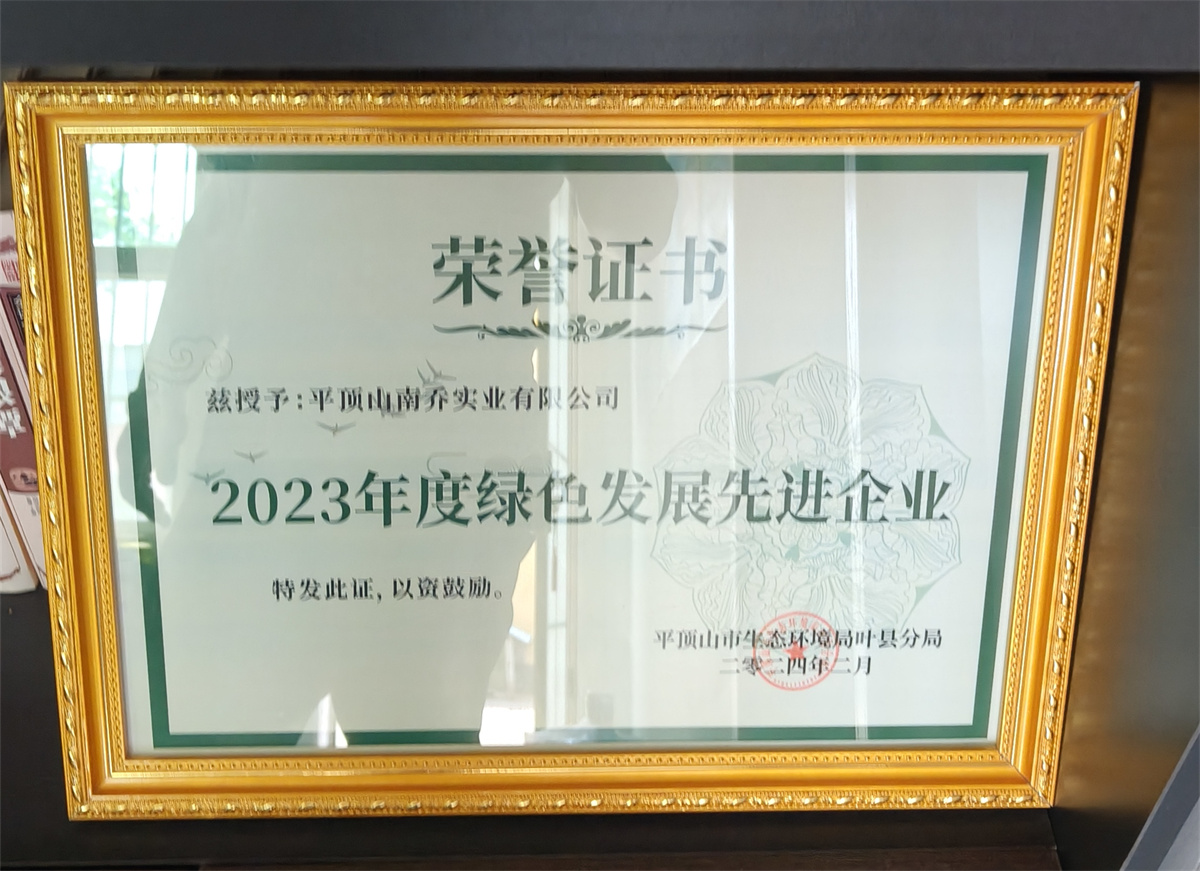 荣誉证书
兹授予:平顶山南乔实业有限公司
2023年度绿色发展先进企业
特发此证,以资鼓励。
平顶山市生态环境局叶县分局
二零二四年二月